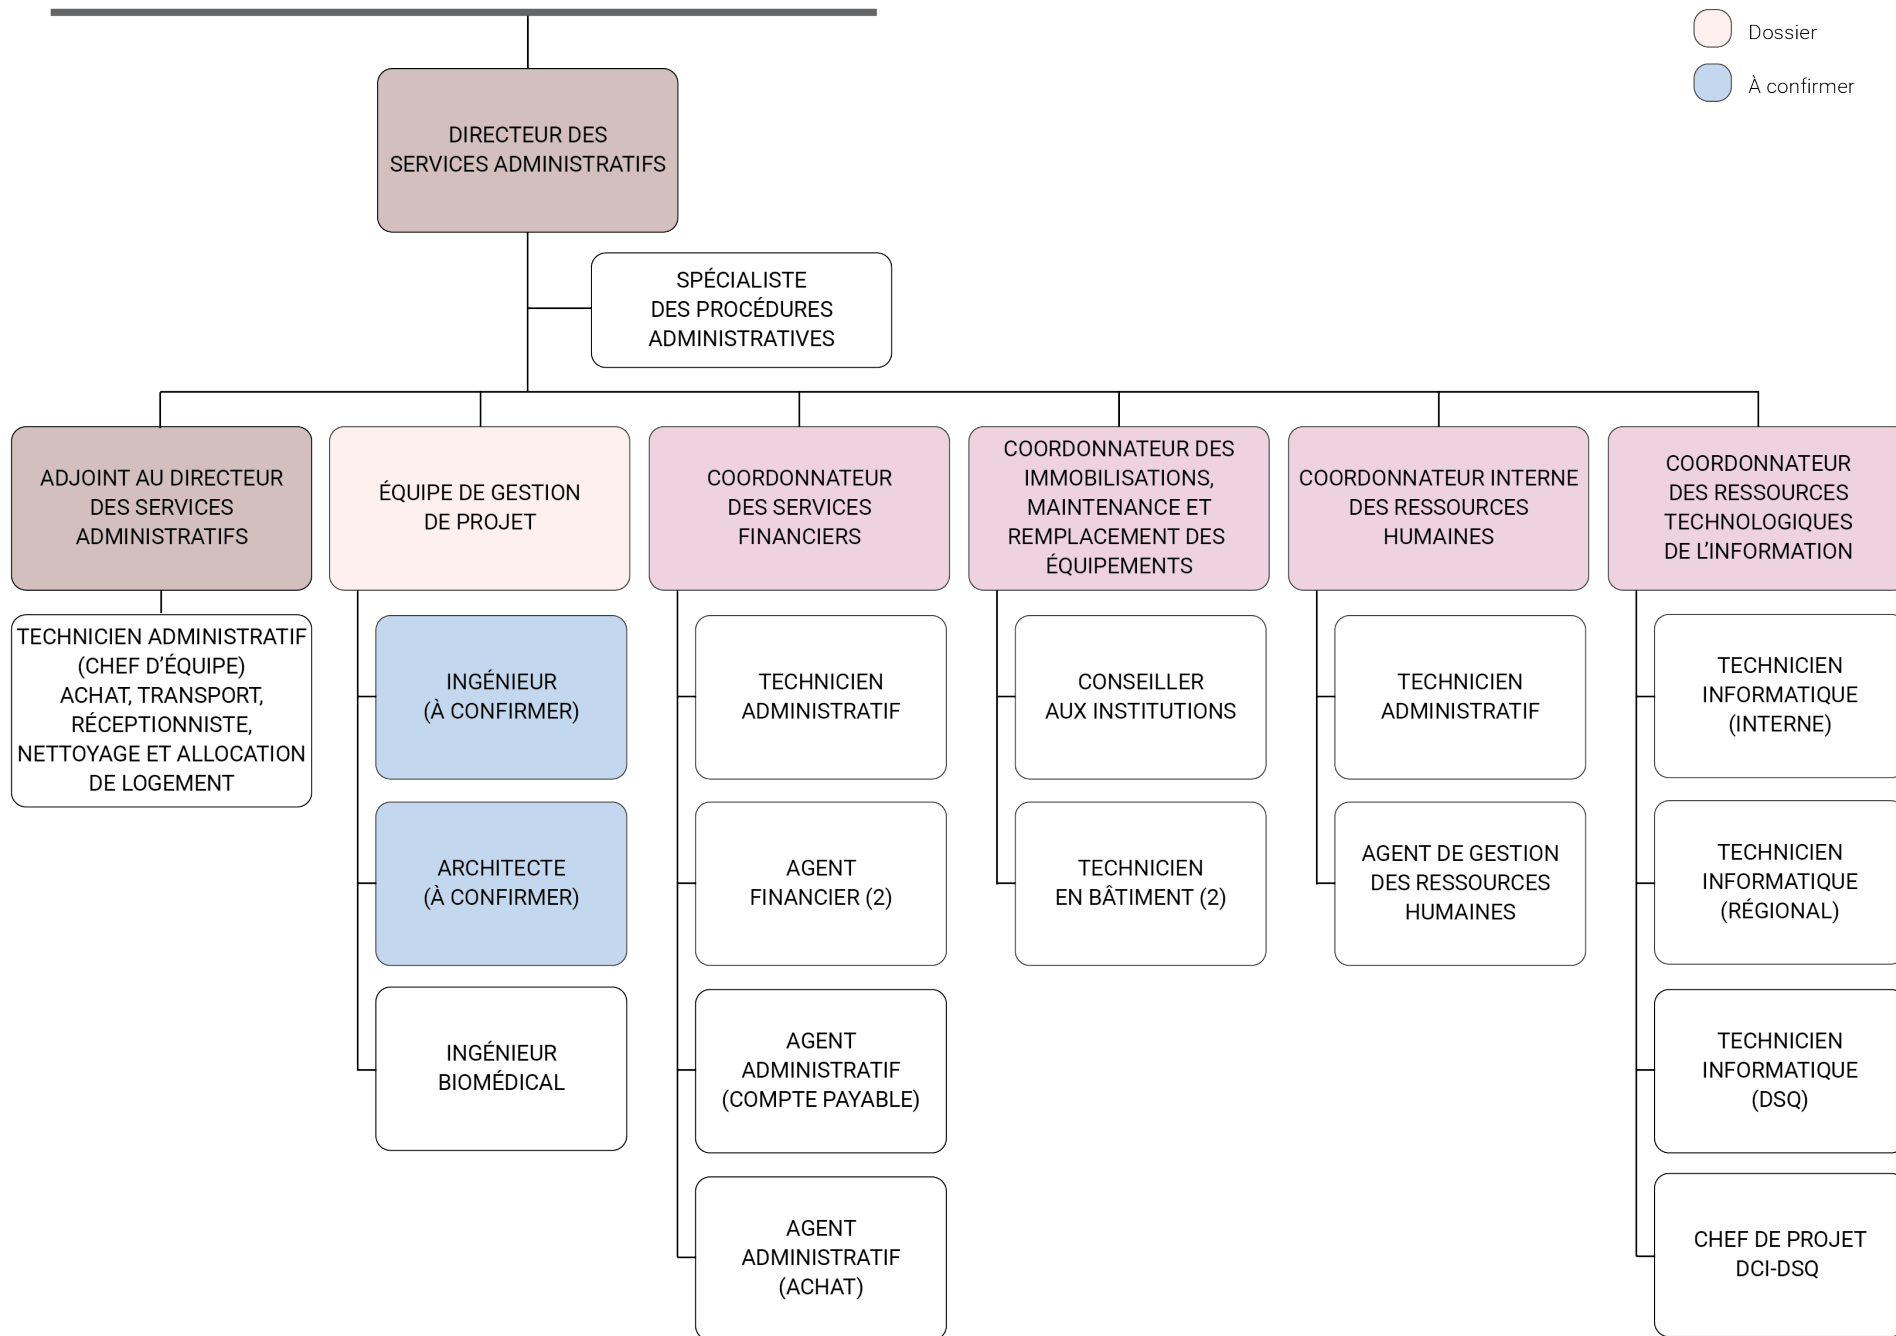 Dossier
À confirmer
DIRECTEUR DES
SERVICES ADMINISTRATIFS
SPÉCIALISTE
DES PROCÉDURES
ADMINISTRATIVES
ADJOINT AU DIRECTEUR
DES SERVICES
ADMINISTRATIFS
TECHNICIEN ADMINISTRATIF
(CHEF D’ÉQUIPE)
ACHAT, TRANSPORT,
RÉCEPTIONNISTE,
NETTOYAGE ET ALLOCATION
DE LOGEMENT
ÉQUIPE DE GESTION
DE PROJET
INGÉNIEUR
(À CONFIRMER)
ARCHITECTE
(À CONFIRMER)
INGÉNIEUR
BIOMÉDICAL
COORDONNATEUR
DES SERVICES
FINANCIERS
TECHNICIEN
ADMINISTRATIF
AGENT
FINANCIER (2)
AGENT
ADMINISTRATIF
(COMPTE PAYABLE)
AGENT
ADMINISTRATIF
(ACHAT)
COORDONNATEUR DES
IMMOBILISATIONS,
MAINTENANCE ET
REMPLACEMENT DES
ÉQUIPEMENTS
CONSEILLER
AUX INSTITUTIONS
TECHNICIEN
EN BÂTIMENT (2)
COORDONNATEUR INTERNE
DES RESSOURCES
HUMAINES
TECHNICIEN
ADMINISTRATIF
AGENT DE GESTION
DES RESSOURCES
HUMAINES
COORDONNATEUR
DES RESSOURCES
TECHNOLOGIQUES
DE L’INFORMATION
TECHNICIEN
INFORMATIQUE
(INTERNE)
TECHNICIEN
INFORMATIQUE
(RÉGIONAL)
TECHNICIEN
INFORMATIQUE
(DSQ)
CHEF DE PROJET
DCI-DSQ